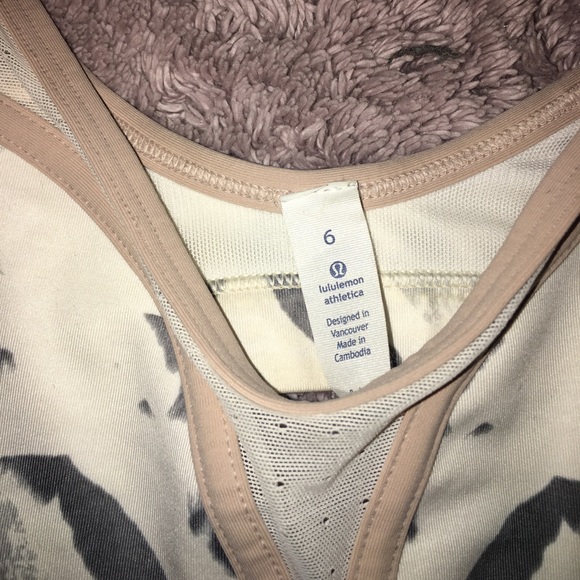 6
lululemon
athletica
Designed in
Vancouver
Made in
Cambodia